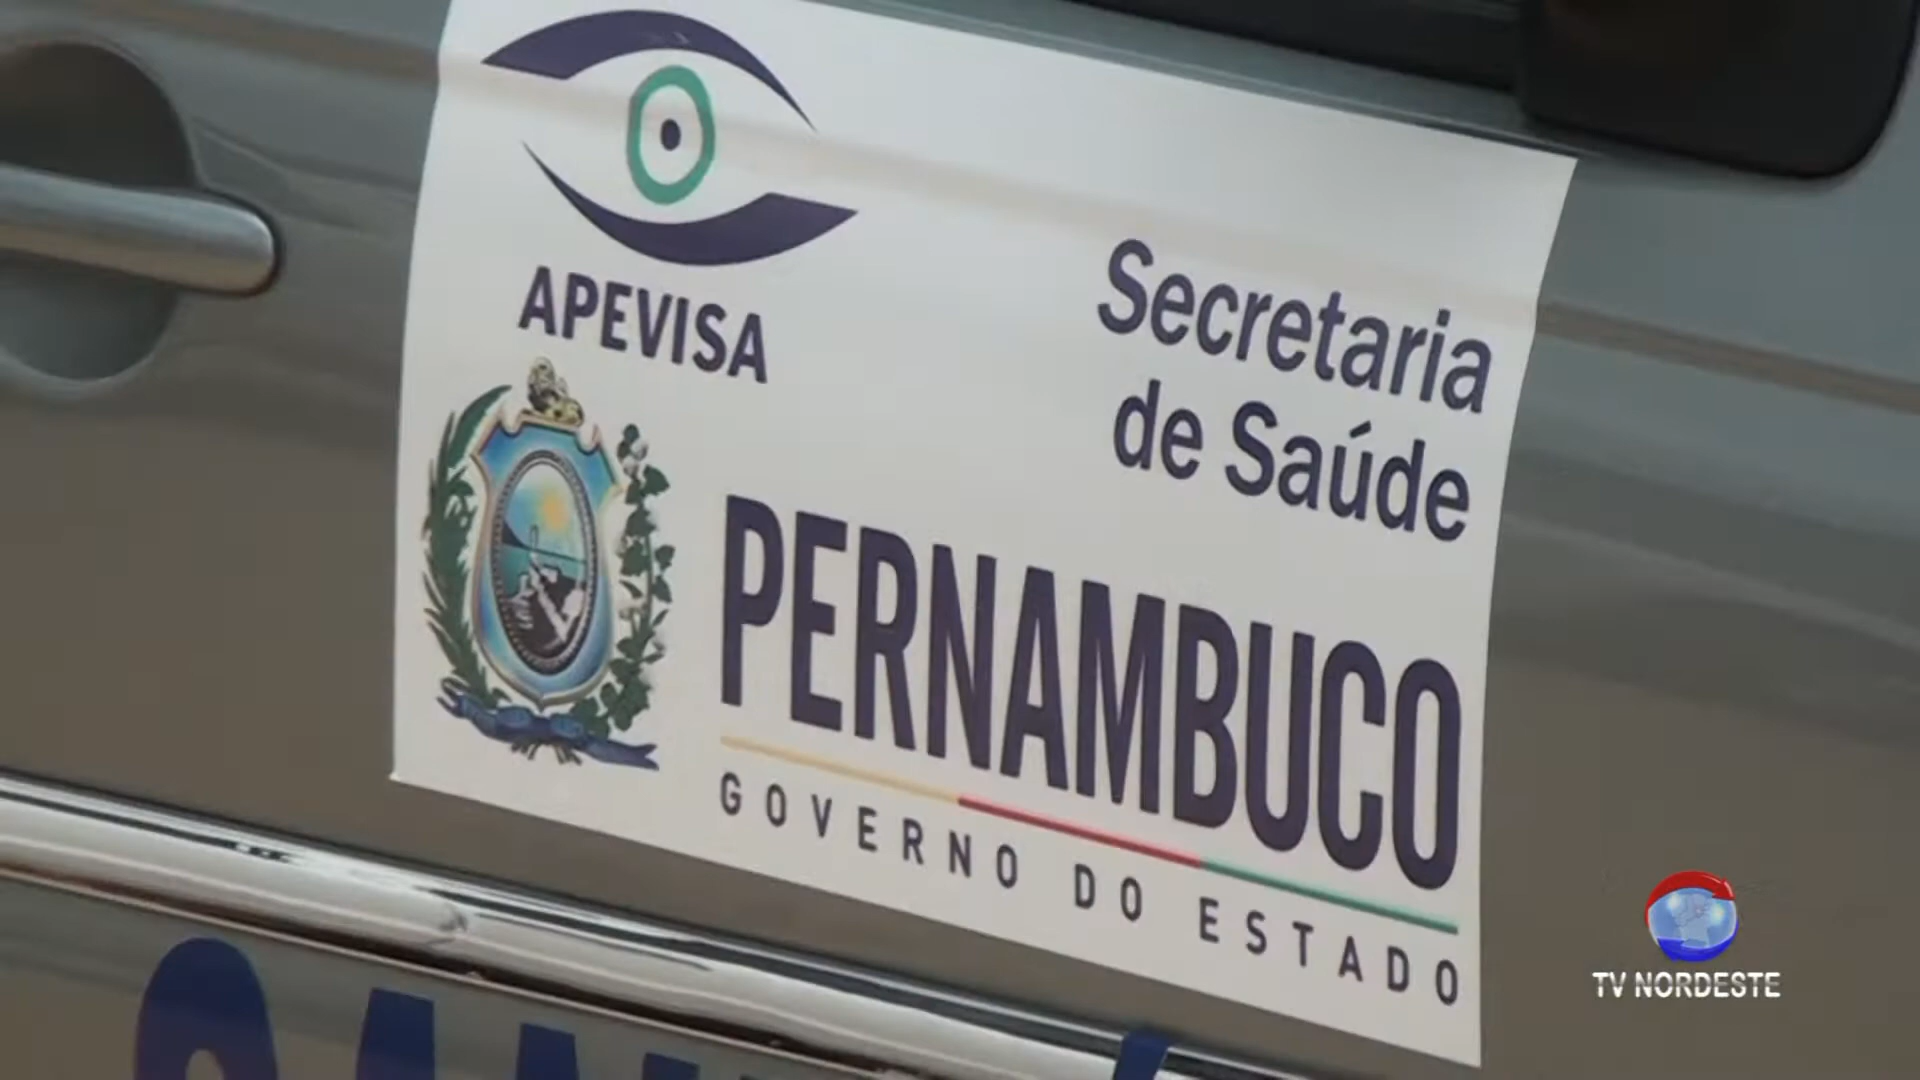 APEVISA
Secretaria
de Saúde
PERNAMBUCO
GOVERNO DO ESTADO
TV NORDESTE